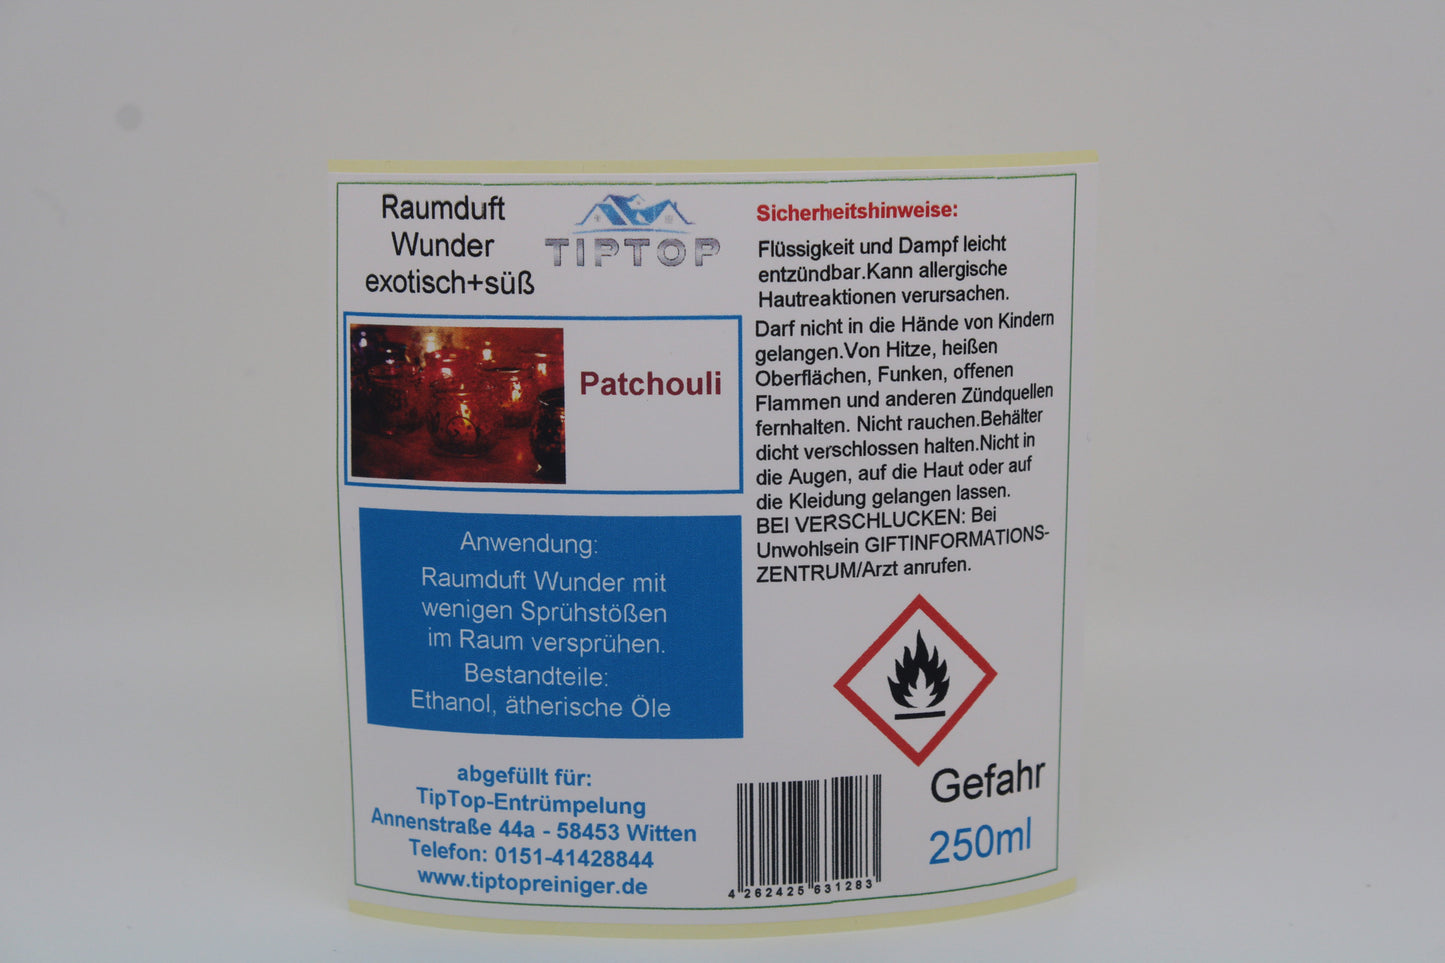 Raumduft
Wunder
exotisch+süß
TIPTOP
Patchouli
Anwendung:
Raumduft Wunder mit
wenigen Sprühstößen
im Raum versprühen.
Bestandteile:
Ethanol, ätherische Öle
abgefüllt für:
TipTop-Entrümpelung
Annenstraße 44a - 58453 Witten
Telefon: 0151-41428844
www.tiptopreiniger.de
Sicherheitshinweise:
Flüssigkeit und Dampf leicht
entzündbar.Kann allergische
Hautreaktionen verursachen.
Darf nicht in die Hände von Kindern
gelangen.Von Hitze, heißen
Oberflächen, Funken, offenen
Flammen und anderen Zündquellen
fernhalten. Nicht rauchen.Behälter
dicht verschlossen halten.Nicht in
die Augen, auf die Haut oder auf
die Kleidung gelangen lassen.
BEI VERSCHLUCKEN: Bei
Unwohlsein GIFTINFORMATIONS-
ZENTRUM/Arzt anrufen.
Gefahr
250ml
4 262425 631283